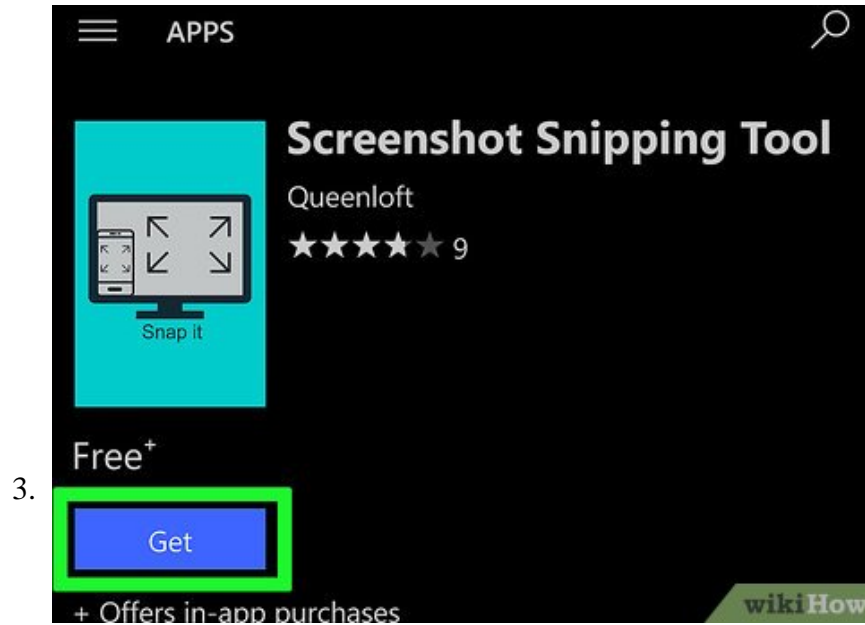 APPS
Screenshot Snipping Tool
Queenloft
9
Snap it
Free+
3.
Get
+ Offers in-app purchases
wikiHow